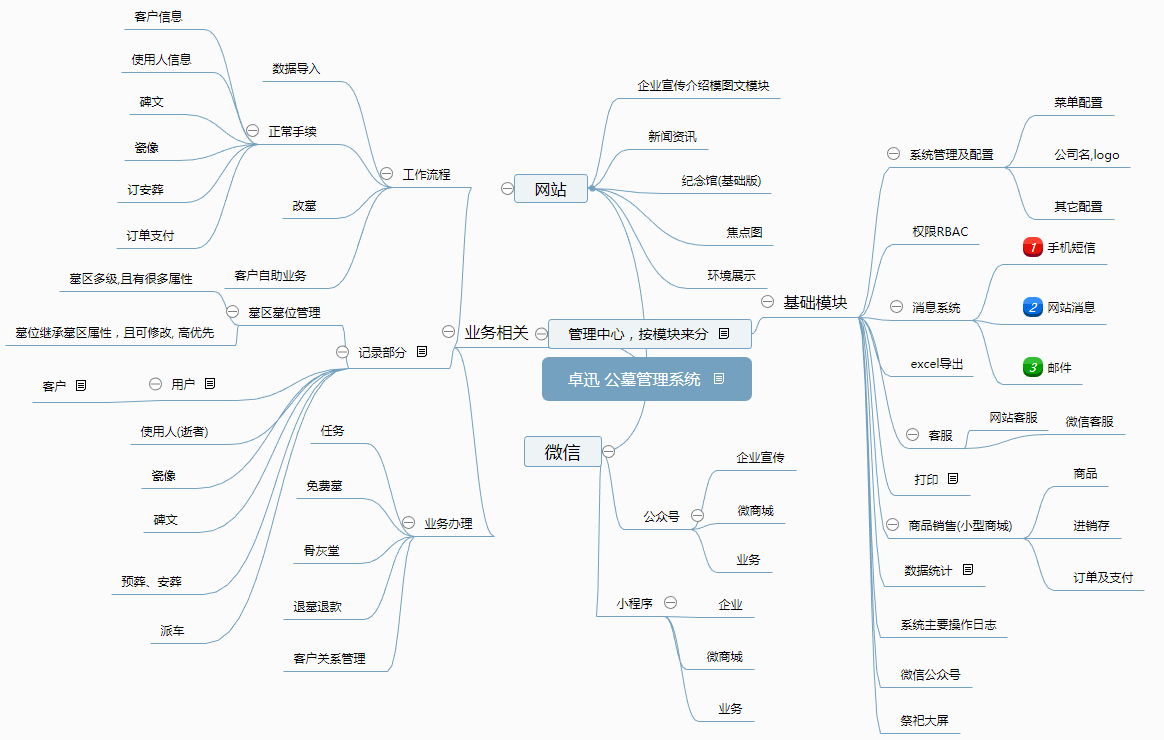 卓迅 公墓管理系统
管理中心，按模块来分
业务相关
工作流程
数据导入
正常手续
客户信息
使用人信息
碑文
瓷像
订安葬
订单支付
改墓
客户自助业务
记录部分
墓区墓位管理
墓区多级,且有很多属性
墓位继承墓区属性，且可修改, 高优先
用户
客户
使用人(逝者)
瓷像
碑文
预葬、安葬
派车
业务办理
任务
免费墓
骨灰堂
退墓退款
客户关系管理
网站
企业宣传介绍模图文模块
新闻资讯
纪念馆(基础版)
焦点图
环境展示
基础模块
系统管理及配置
菜单配置
公司名,logo
其它配置
权限RBAC
消息系统
1 手机短信
2 网站消息
3 邮件
excel导出
客服
网站客服
微信客服
打印
商品销售(小型商城)
商品
进销存
订单及支付
数据统计
系统主要操作日志
微信公众号
祭祀大屏
微信
公众号
企业宣传
微商城
业务
小程序
企业
微商城
业务